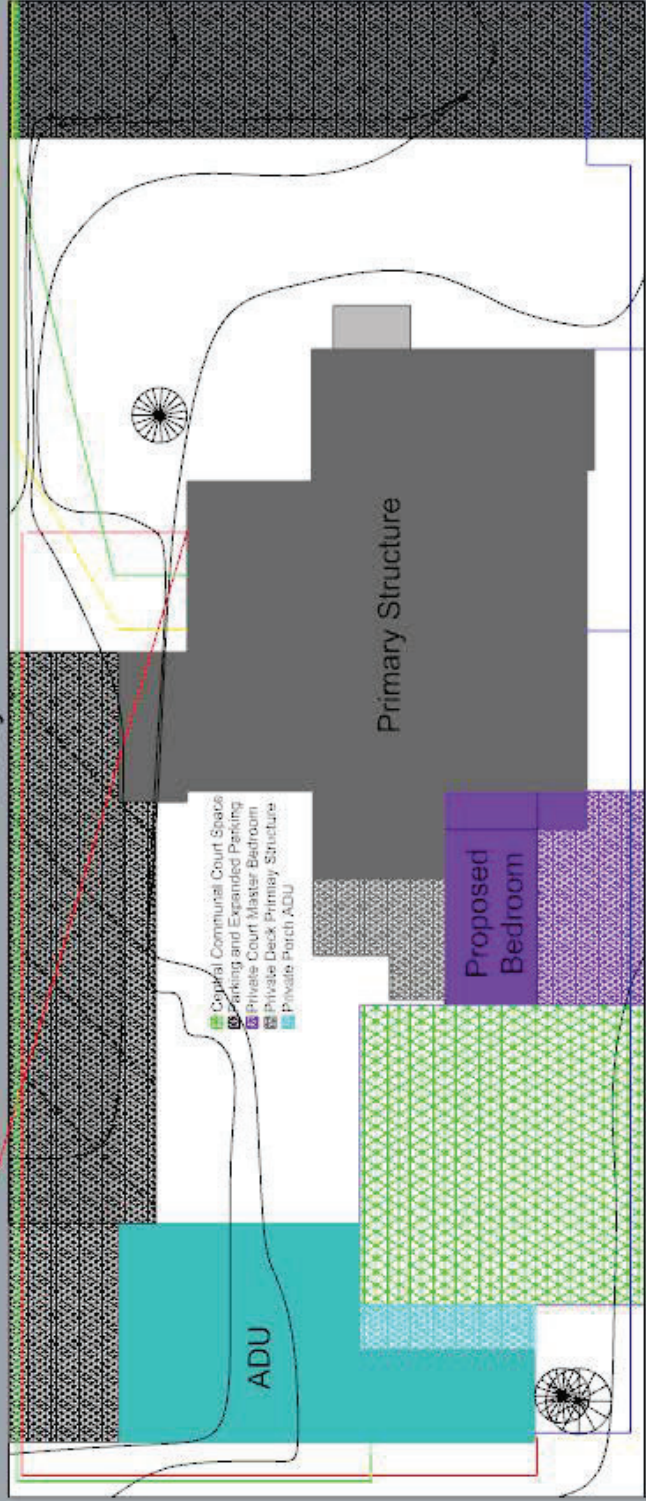 Primary Structure
Proposed
Bedroom
ADU
Central Communal Court Space
Parking and Expanded Parking
Private Court Master Bedroom
Private Deck Primary Structure
Private Porch ADU